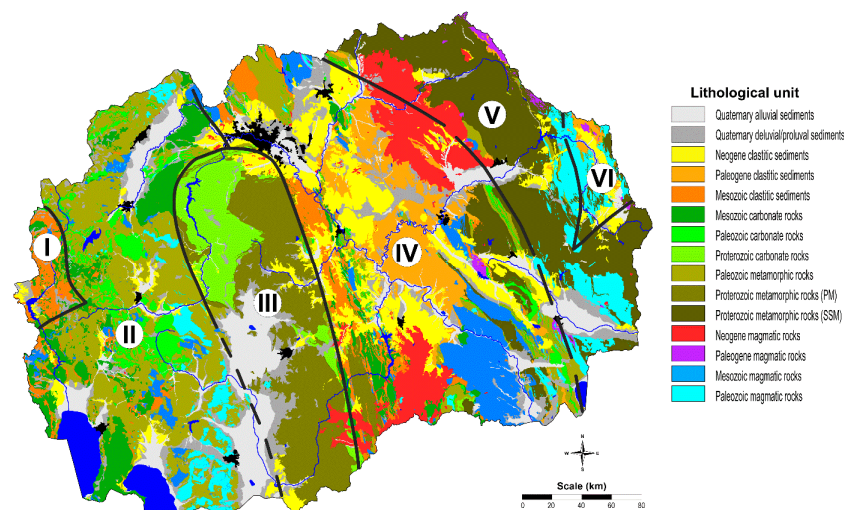 I
II
III
IV
V
VI
Lithological unit
Quaternary alluvial sediments
Quaternary deluvial/proluval sediments
Neogene clastitic sediments
Paleogene clastitic sediments
Mesozoic clastitic sediments
Mesozoic carbonate rocks
Paleozoic carbonate rocks
Proterozoic carbonate rocks
Paleozoic metamorphic rocks
Proterozoic metamorphic rocks (PM)
Proterozoic metamorphic rocks (SSM)
Neogene magmatic rocks
Paleogene magmatic rocks
Mesozoic magmatic rocks
Paleozoic magmatic rocks
N
W E
S
Scale (km)
0 20 40 60 80